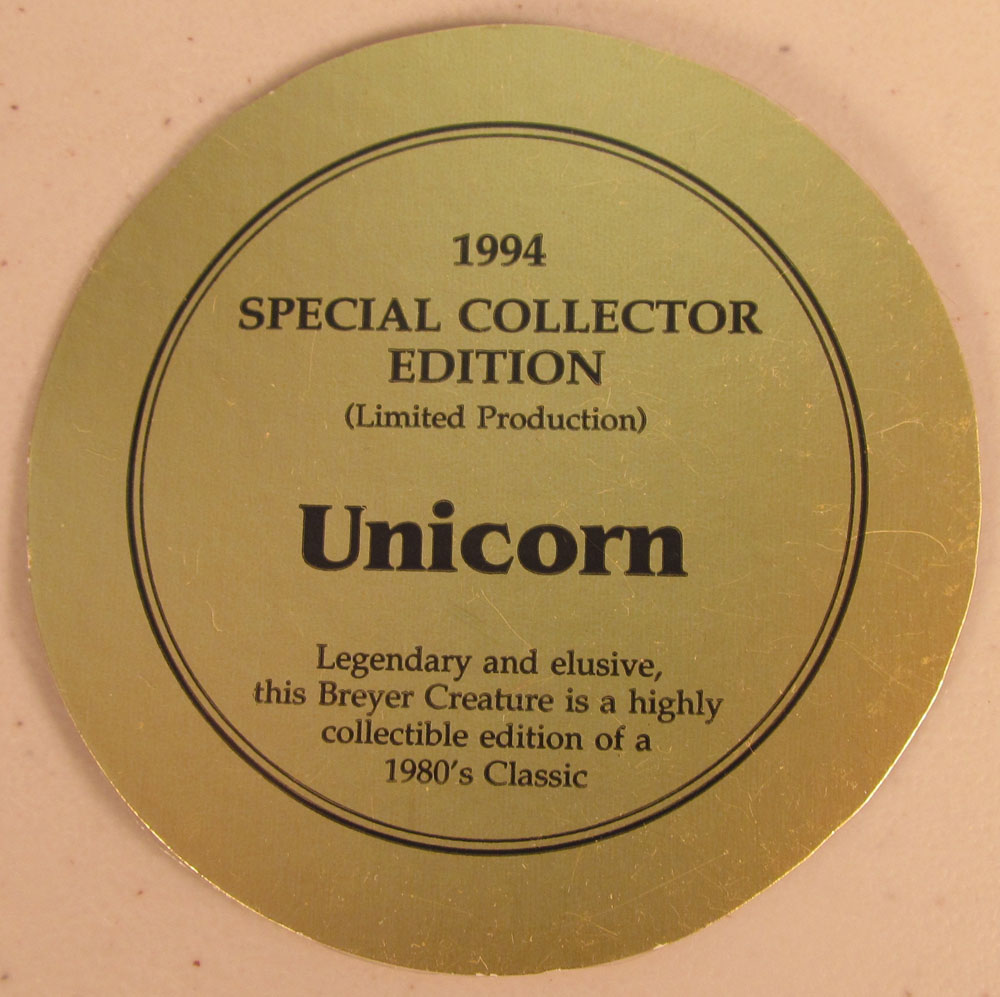 1994
SPECIAL COLLECTOR
EDITION
(Limited Production)
Unicorn
Legendary and elusive,
this Breyer Creature is a highly
collectible edition of a
1980's Classic